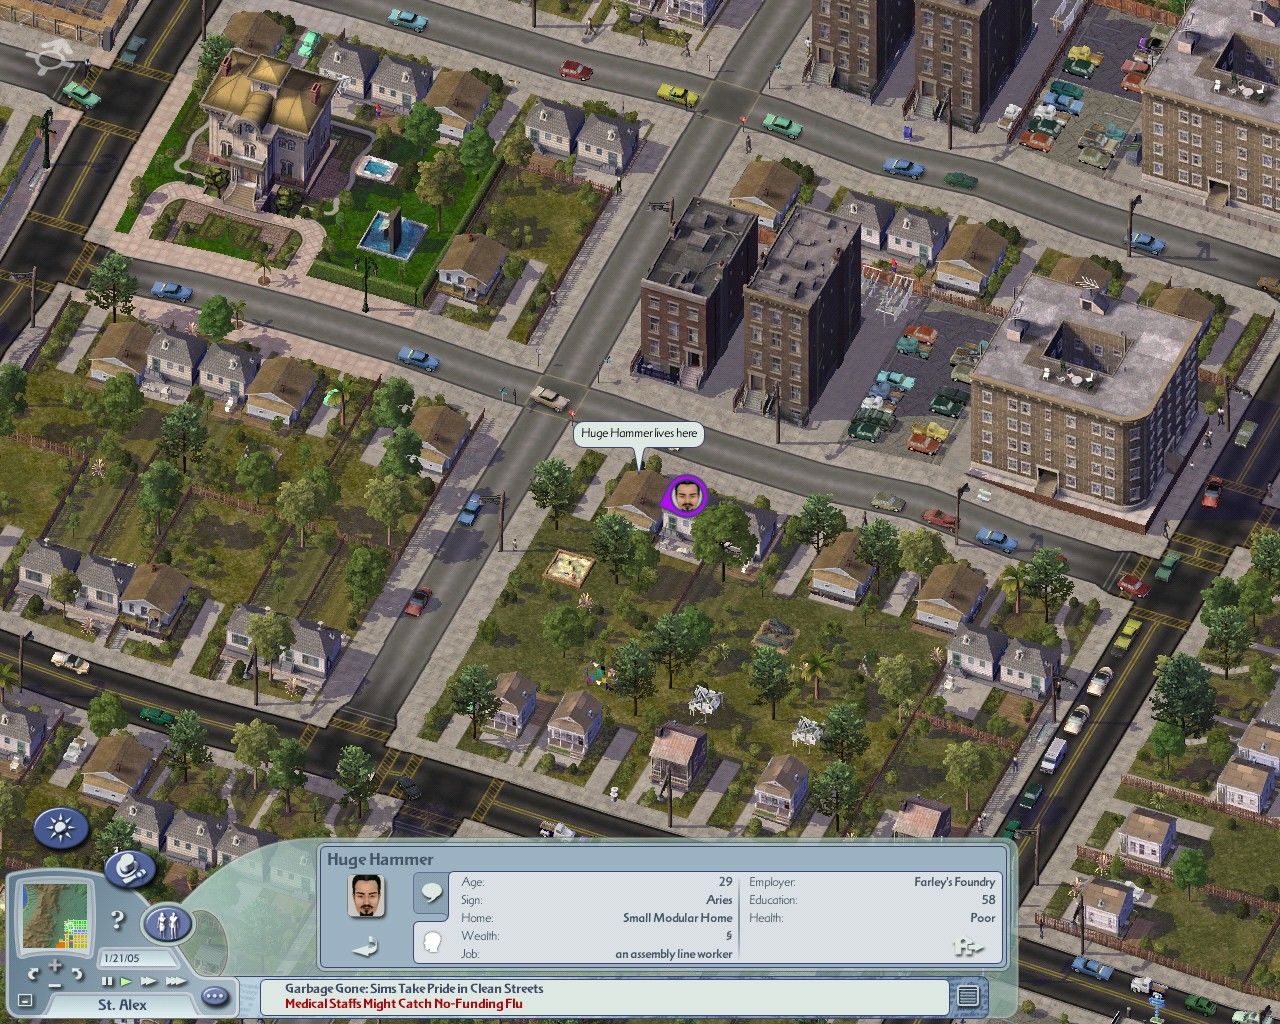 Huge Hammer lives here
Huge Hammer
Age: 29
Sign: Aries
Home: Small Modular Home
Wealth: §
Job: an assembly line worker
Employer: Farley's Foundry
Education: 58
Health: Poor
?
1/21/05
St. Alex
Garbage Gone: Sims Take Pride in Clean Streets
Medical Staffs Might Catch No-Funding Flu